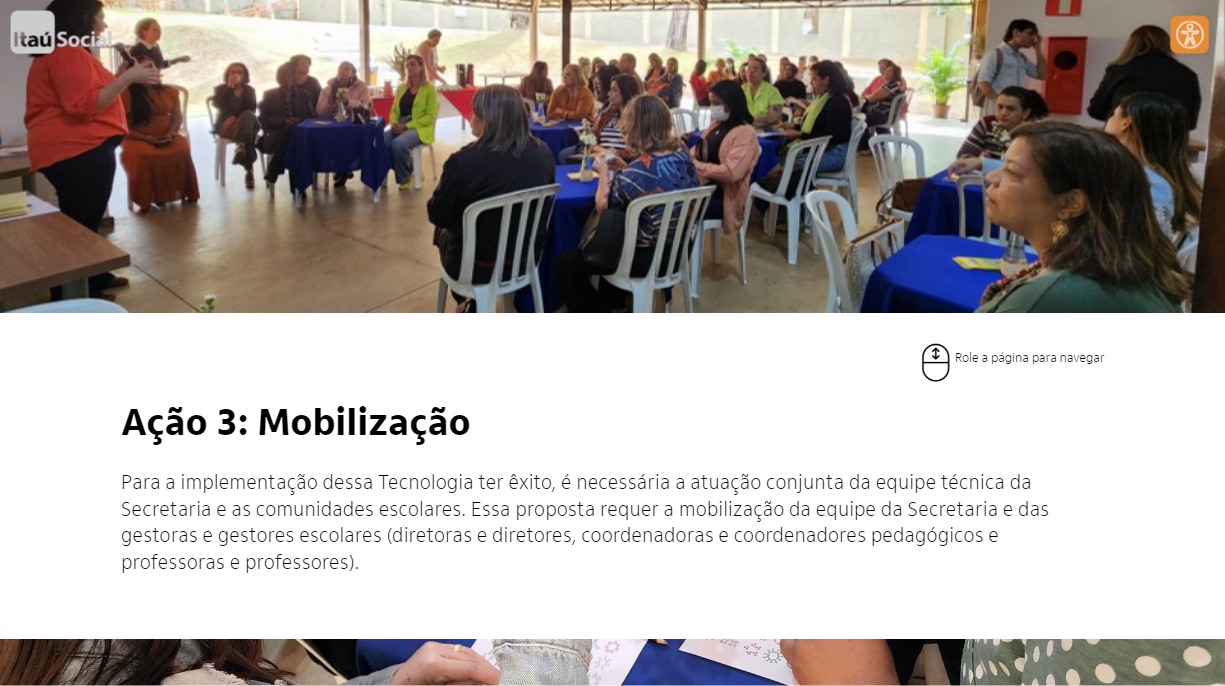 Itaú Social
Role a página para navegar
Ação 3: Mobilização
Para a implementação dessa Tecnologia ter êxito, é necessária a atuação conjunta da equipe técnica da
Secretaria e as comunidades escolares. Essa proposta requer a mobilização da equipe da Secretaria e das
gestoras e gestores escolares (diretoras e diretores, coordenadoras e coordenadores pedagógicos e
professoras e professores).